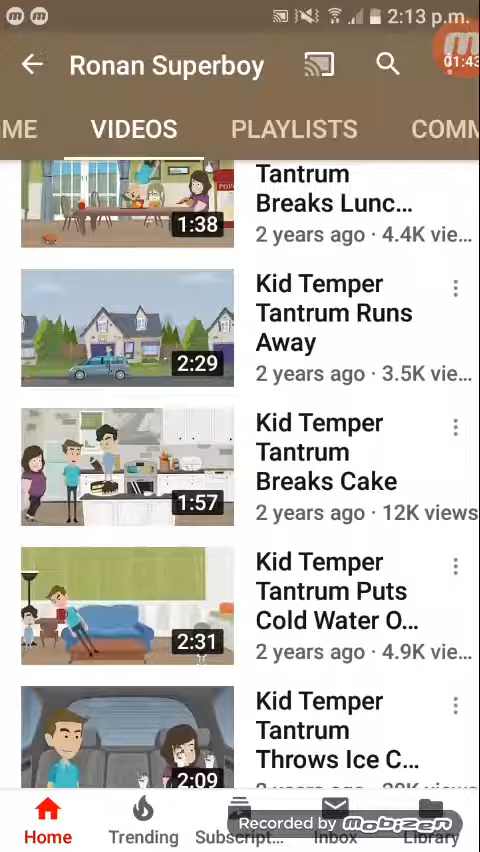 2:13 p.m.
Ronan Superboy
01:43
ME
VIDEOS
PLAYLISTS
COMM
Tantrum
Breaks Lunc...
2 years ago · 4.4K vie...
1:38
Kid Temper
Tantrum Runs
Away
2 years ago · 3.5K vie...
2:29
Kid Temper
Tantrum
Breaks Cake
2 years ago · 12K views
1:57
Kid Temper
Tantrum Puts
Cold Water O...
2 years ago · 4.9K vie...
2:31
Kid Temper
Tantrum
Throws Ice C...
2:09
Home
Trending
Subscript...
Inbox
Library
Recorded by mobizen